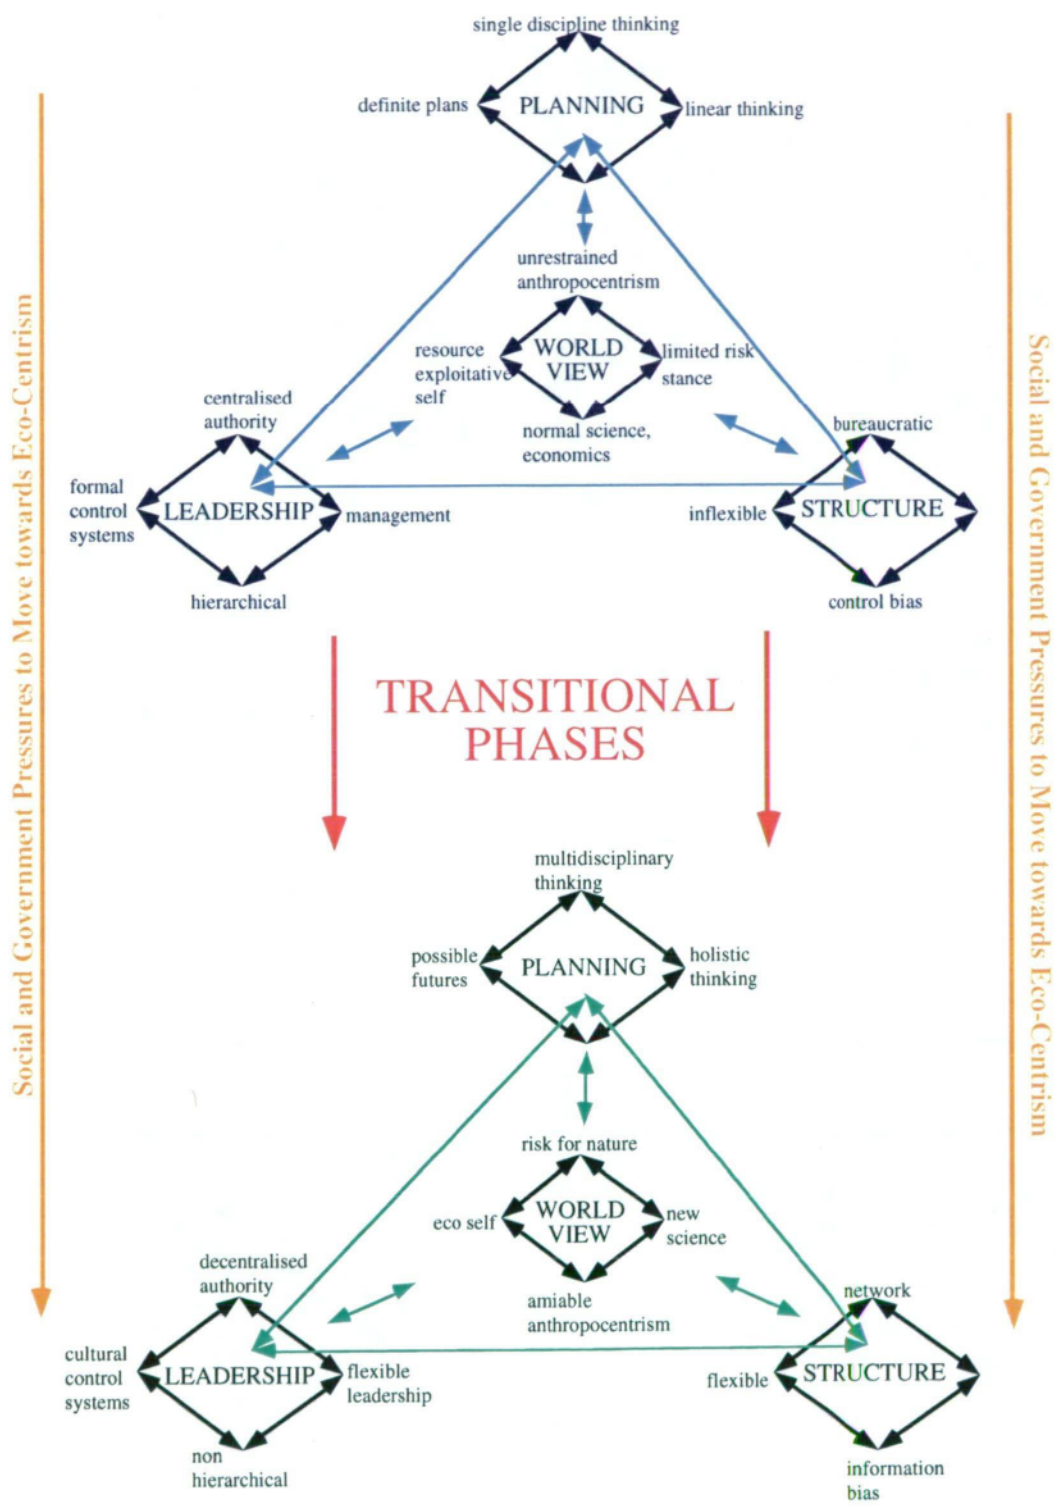 single discipline thinking
definite plans
PLANNING
linear thinking
unrestrained
anthropocentrism
resource
exploitative
self
WORLD
VIEW
limited risk
stance
normal science,
economics
centralised
authority
formal
control
systems
LEADERSHIP
management
hierarchical
bureaucratic
inflexible
STRUCTURE
control bias
Social and Government Pressures to Move towards Eco-Centrism
Social and Government Pressures to Move towards Eco-Centrism
TRANSITIONAL
PHASES
multidisciplinary
thinking
possible
futures
PLANNING
holistic
thinking
risk for nature
eco self
WORLD
VIEW
new
science
amiable
anthropocentrism
decentralised
authority
cultural
control
systems
LEADERSHIP
flexible
leadership
non
hierarchical
network
flexible
STRUCTURE
information
bias